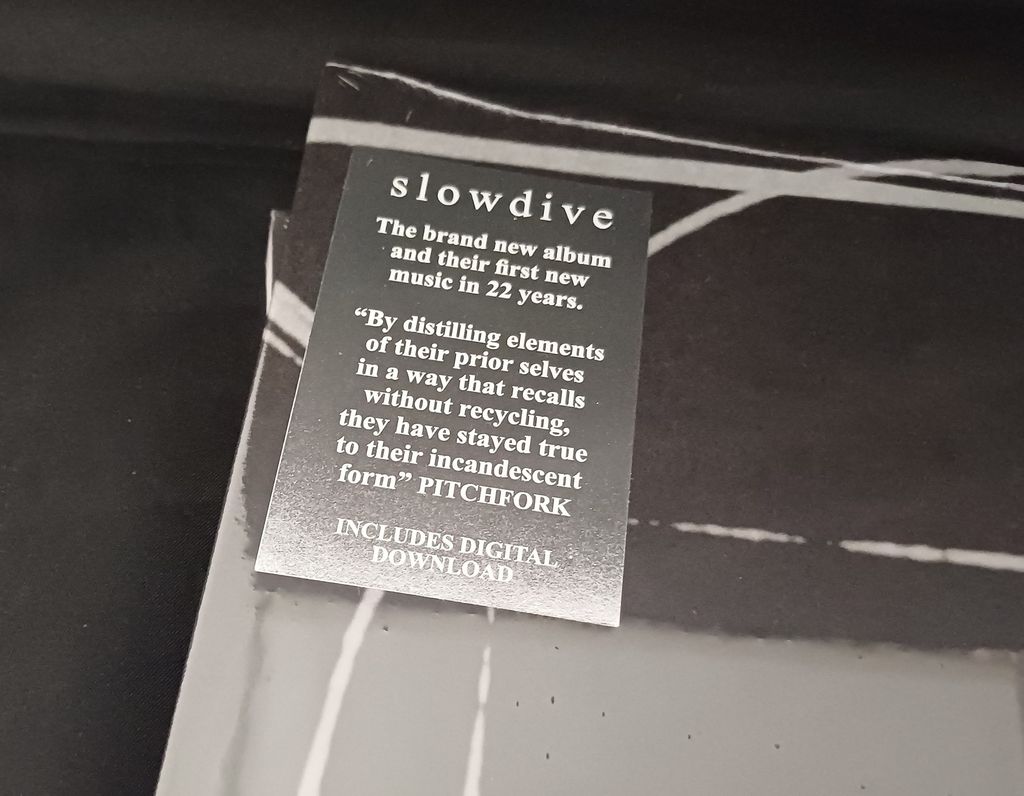 slowdive
The brand new album
and their first new
music in 22 years.
“By distilling elements
of their prior selves
in a way that recalls
without recycling,
they have stayed true
to their incandescent
form” PITCHFORK
INCLUDES DIGITAL
DOWNLOAD